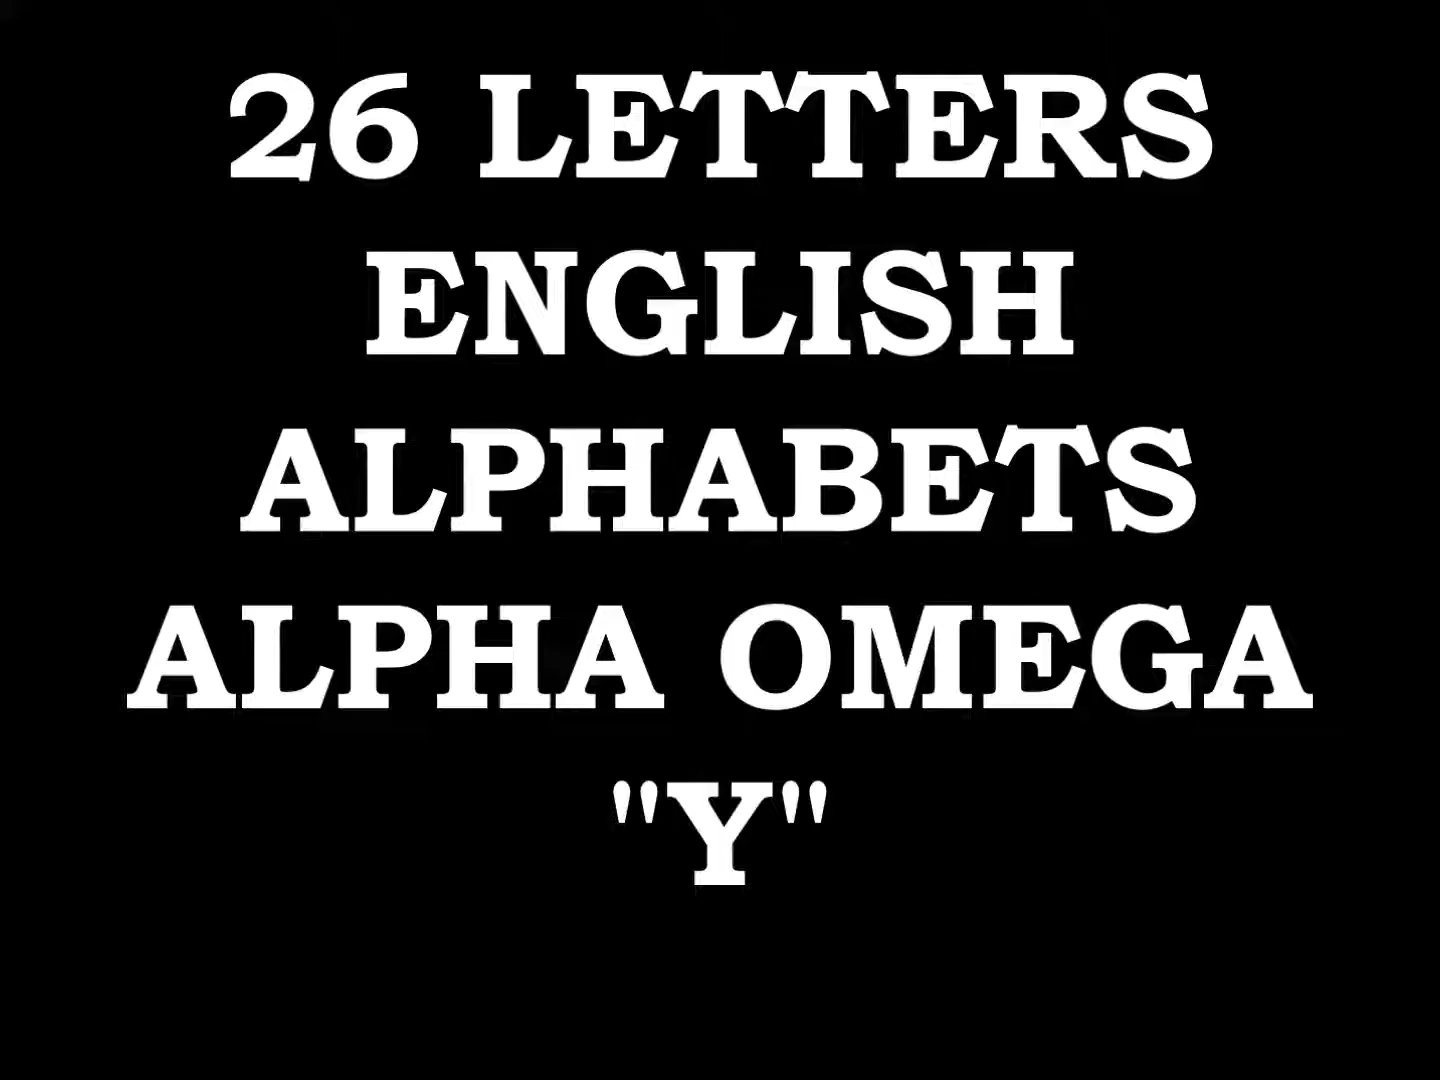 26 LETTERS
ENGLISH
ALPHABETS
ALPHA OMEGA
"Y"